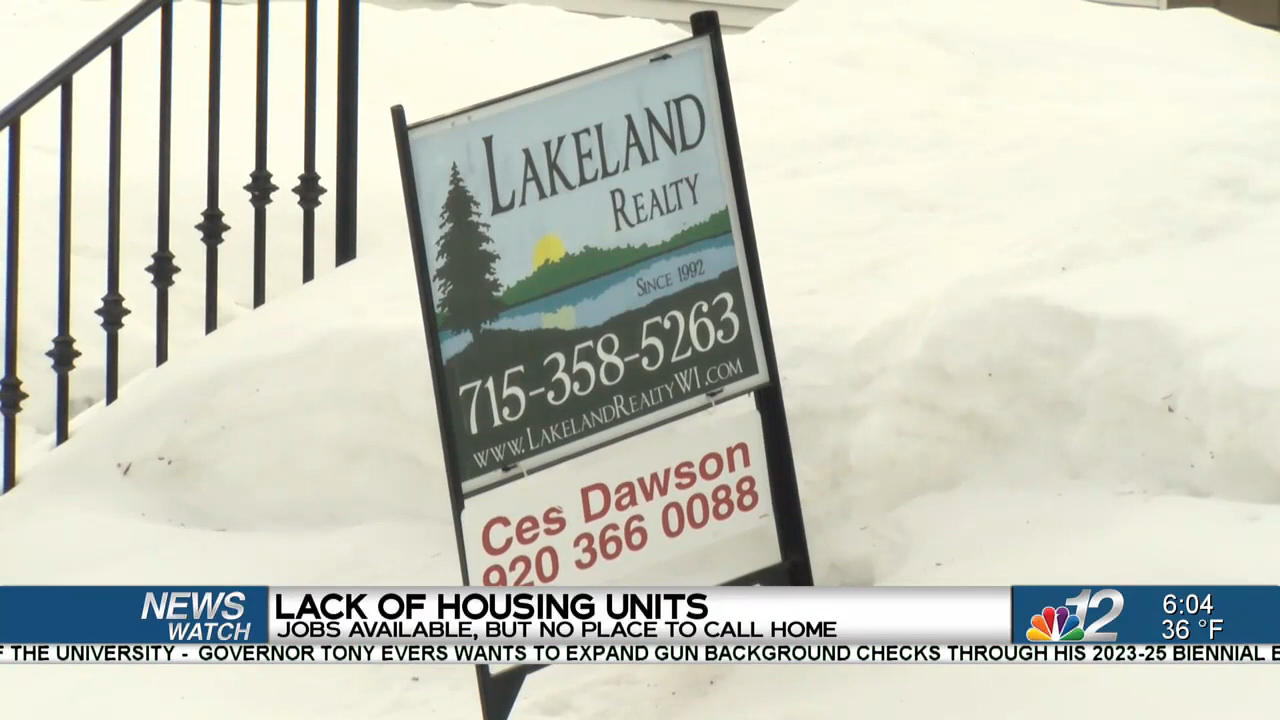 LAKELAND
REALTY
SINCE 1992
715-358-5263
WWW.LAKELANDREALTYWI.COM
Ces Dawson
920 366 0088
NEWS
WATCH
LACK OF HOUSING UNITS
JOBS AVAILABLE, BUT NO PLACE TO CALL HOME
12
6:04
36 °F
F THE UNIVERSITY - GOVERNOR TONY EVERS WANTS TO EXPAND GUN BACKGROUND CHECKS THROUGH HIS 2023-25 BIENNIAL